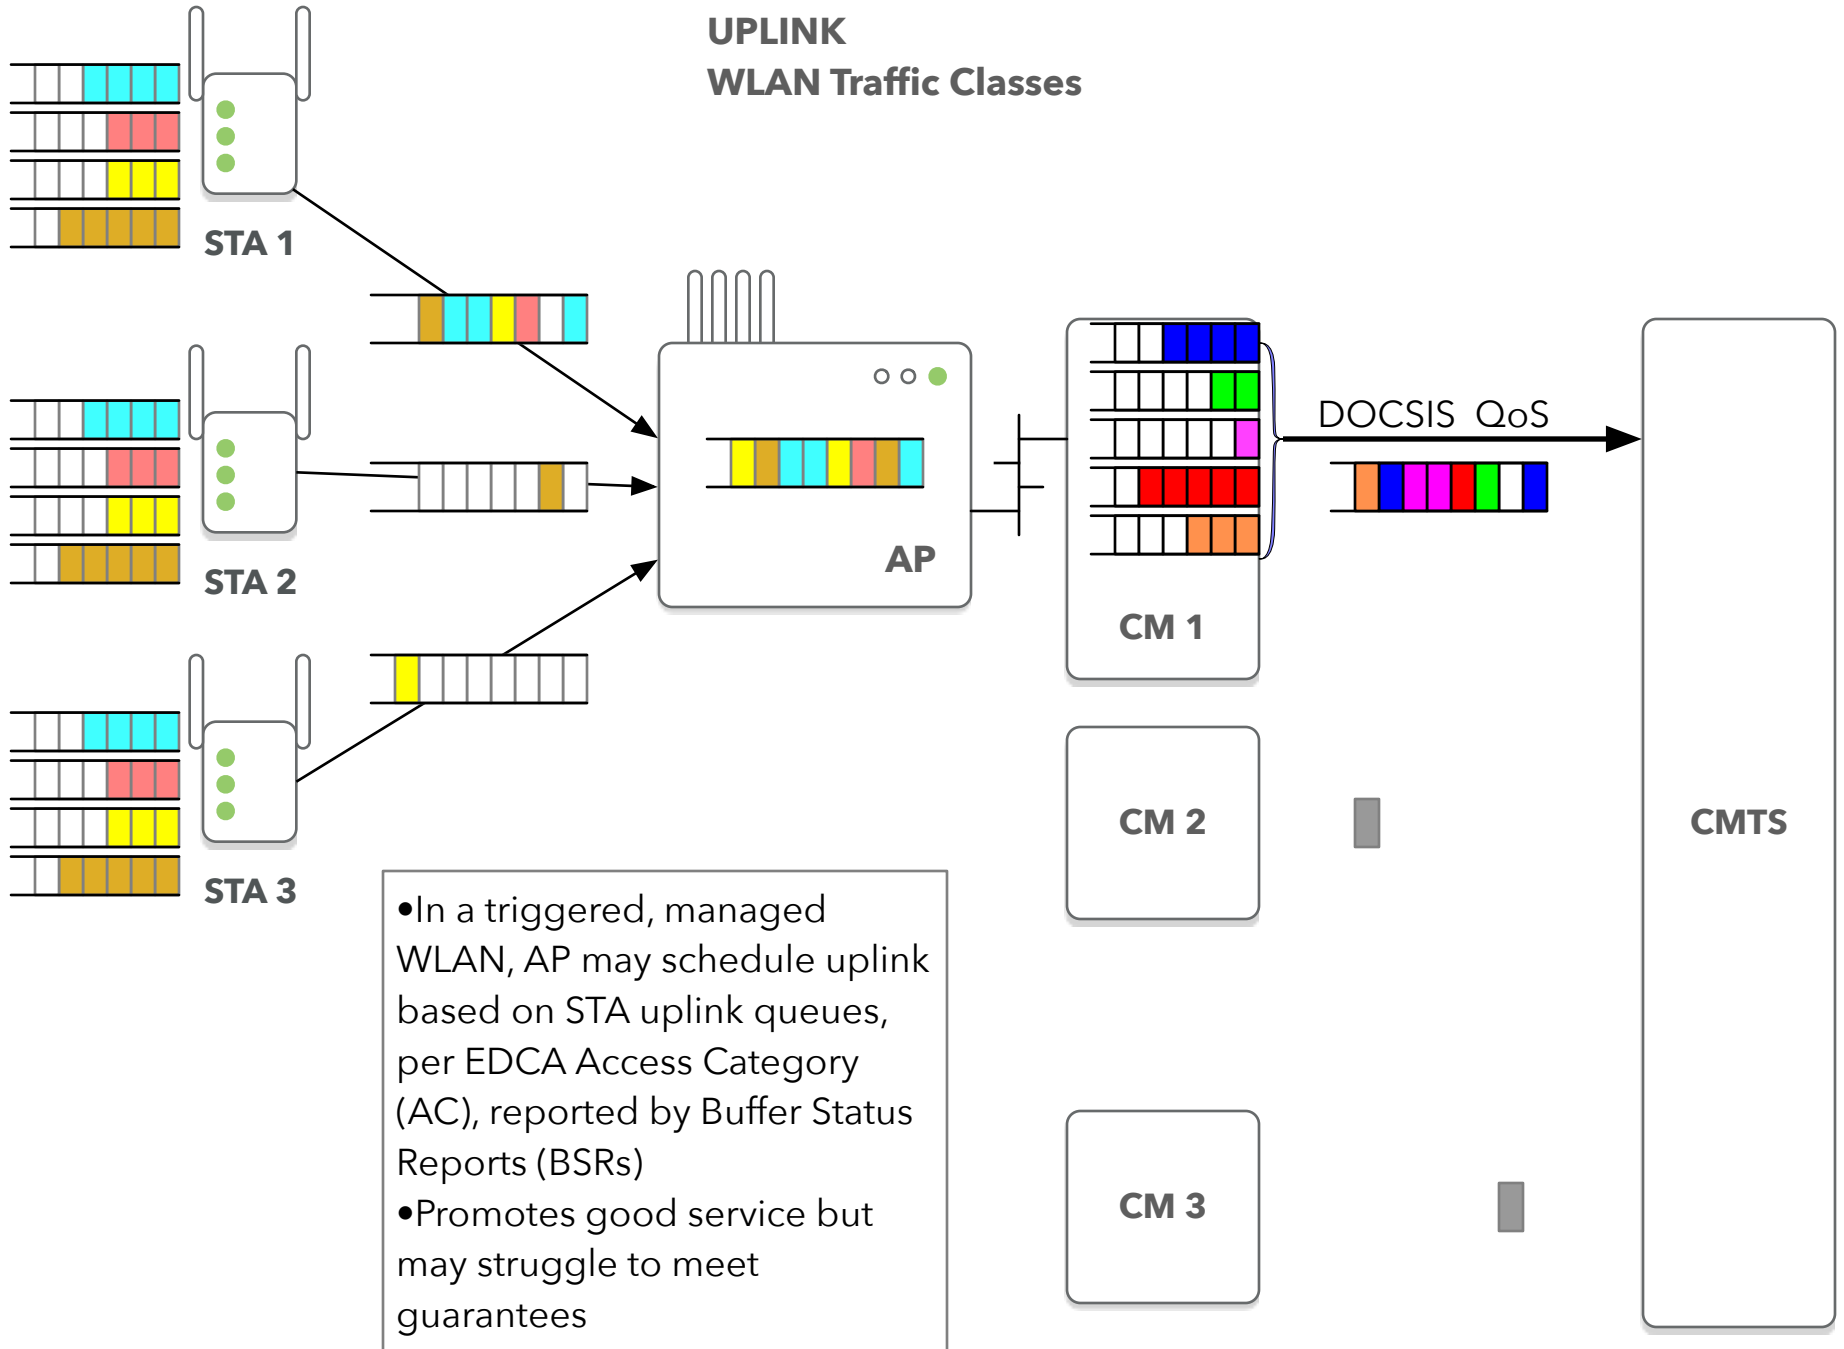 UPLINK
WLAN Traffic Classes
STA 1
STA 2
STA 3
AP
CM 1
DOCSIS QoS
CM 2
CM 3
CMTS
•In a triggered, managed
WLAN, AP may schedule uplink
based on STA uplink queues,
per EDCA Access Category
(AC), reported by Buffer Status
Reports (BSRs)
•Promotes good service but
may struggle to meet
guarantees